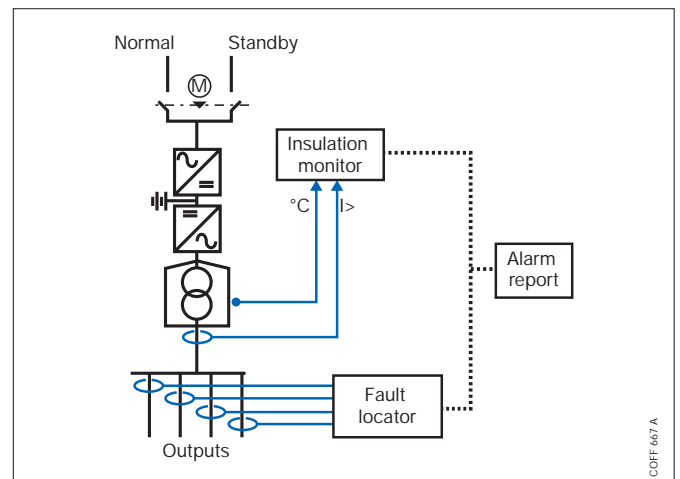 Normal
Standby
M
Insulation
monitor
°C
I>
Alarm
report
Fault
locator
Outputs
COFF 667 A